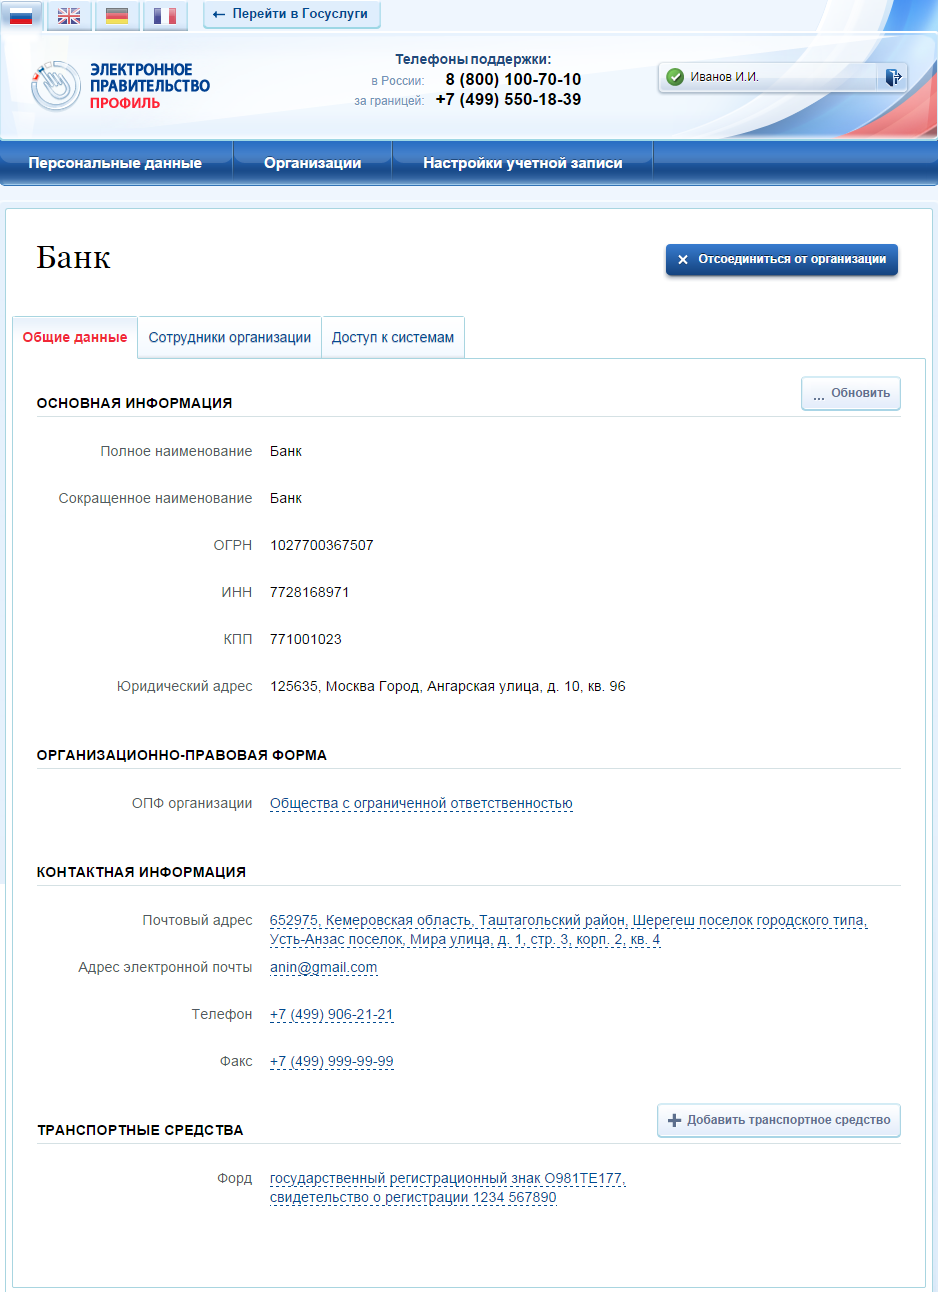 ← Перейти в Госуслуги
ЭЛЕКТРОННОЕ
ПРАВИТЕЛЬСТВО
ПРОФИЛЬ
Телефоны поддержки:
в России: 8 (800) 100-70-10
за границей: +7 (499) 550-18-39
Иванов И.И.
Персональные данные Организации Настройки учетной записи
Банк
Отсоединиться от организации
Общие данные Сотрудники организации Доступ к системам
ОСНОВНАЯ ИНФОРМАЦИЯ
... Обновить
Полное наименование Банк
Сокращенное наименование Банк
ОГРН 1027700367507
ИНН 7728168971
КПП 771001023
Юридический адрес 125635, Москва Город, Ангарская улица, д. 10, кв. 96
ОРГАНИЗАЦИОННО-ПРАВОВАЯ ФОРМА
ОПФ организации Общества с ограниченной ответственностью
КОНТАКТНАЯ ИНФОРМАЦИЯ
Почтовый адрес 652975, Кемеровская область, Таштагольский район, Шерегеш поселок городского типа,
Усть-Анзас поселок, Мира улица, д. 1, стр. 3, корп. 2, кв. 4
Адрес электронной почты anin@gmail.com
Телефон +7 (499) 906-21-21
Факс +7 (499) 999-99-99
ТРАНСПОРТНЫЕ СРЕДСТВА
Добавить транспортное средство
Форд государственный регистрационный знак О981ТЕ177,
свидетельство о регистрации 1234 567890